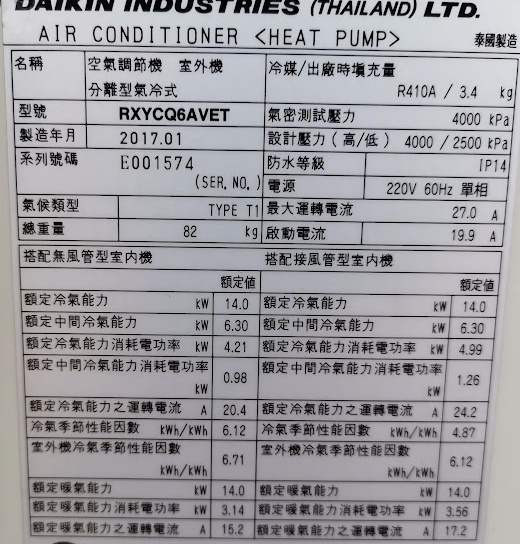 DAIKIN INDUSTRIES (THAILAND) LTD.
AIR CONDITIONER <HEAT PUMP> 泰國製造
名稱 空氣調節機 室外機 冷媒/出廠時填充量
分離型氣冷式 R410A / 3.4 kg
型號 RXYCQ6AVET 氣密測試壓力 4000 kPa
製造年月 2017.01 設計壓力(高/低) 4000 / 2500 kPa
系列號碼 E001574 防水等級 IP14
(SER. NO.) 電源 220V 60Hz 單相
氣候類型 TYPE T1 最大運轉電流 27.0 A
總重量 82 kg 啟動電流 19.9 A
搭配無風管型室內機 搭配接風管型室內機
額定值 額定值
額定冷氣能力 kW 14.0 額定冷氣能力 kW 14.0
額定中間冷氣能力 kW 6.30 額定中間冷氣能力 kW 6.30
額定冷氣能力消耗電功率 kW 4.21 額定冷氣能力消耗電功率 kW 4.99
額定中間冷氣能力消耗電功率 額定中間冷氣能力消耗電功率
kW 0.98 kW 1.26
額定冷氣能力之運轉電流 A 20.4 額定冷氣能力之運轉電流 A 24.2
冷氣季節性能因數 kWh/kWh 6.12 冷氣季節性能因數 kWh/kWh 4.87
室外機冷氣季節性能因數 室外機冷氣季節性能因數
kWh/kWh 6.71 kWh/kWh 6.12
額定暖氣能力 kW 14.0 額定暖氣能力 kW 14.0
額定暖氣能力消耗電功率 kW 3.14 額定暖氣能力消耗電功率 kW 3.56
額定暖氣能力之運轉電流 A 15.2 額定暖氣能力之運轉電流 A 17.2